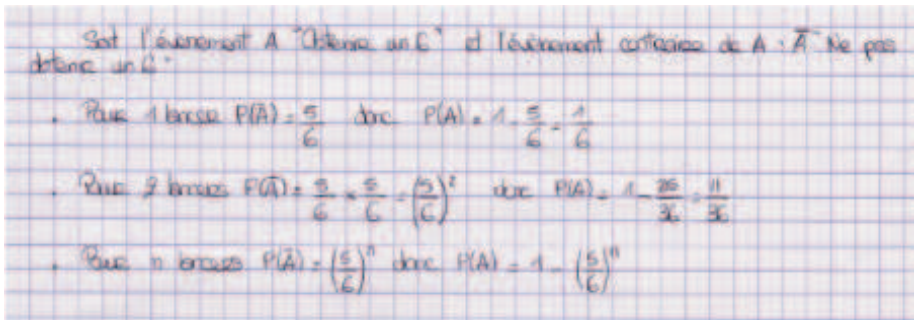 Soit l'évènement A "Obtenir un 6" et l'évènement contraire de A : Ā "Ne pas
obtenir un 6"
. Pour 1 lancer P(Ā) = 5/6 donc P(A) = 1 - 5/6 = 1/6
. Pour 2 lancers P(Ā) = 5/6 × 5/6 = (5/6)² donc P(A) = 1 - 25/36 = 11/36
. Pour n lancers P(Ā) = (5/6)ⁿ donc P(A) = 1 - (5/6)ⁿ